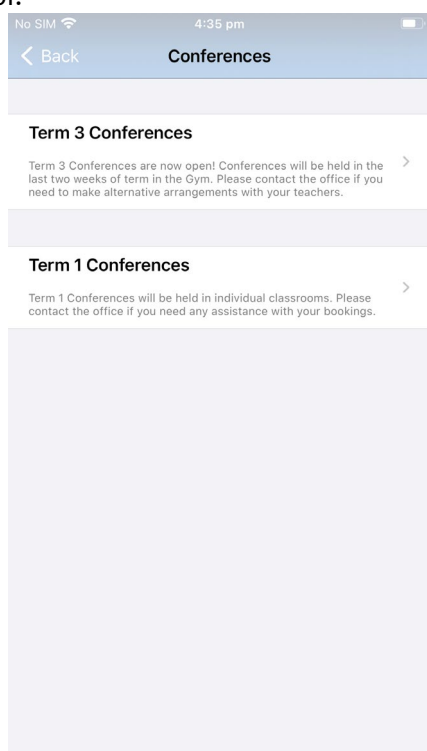 No SIM 4:35 pm
Back Conferences
Term 3 Conferences
Term 3 Conferences are now open! Conferences will be held in the
last two weeks of term in the Gym. Please contact the office if you
need to make alternative arrangements with your teachers.
Term 1 Conferences
Term 1 Conferences will be held in individual classrooms. Please
contact the office if you need any assistance with your bookings.